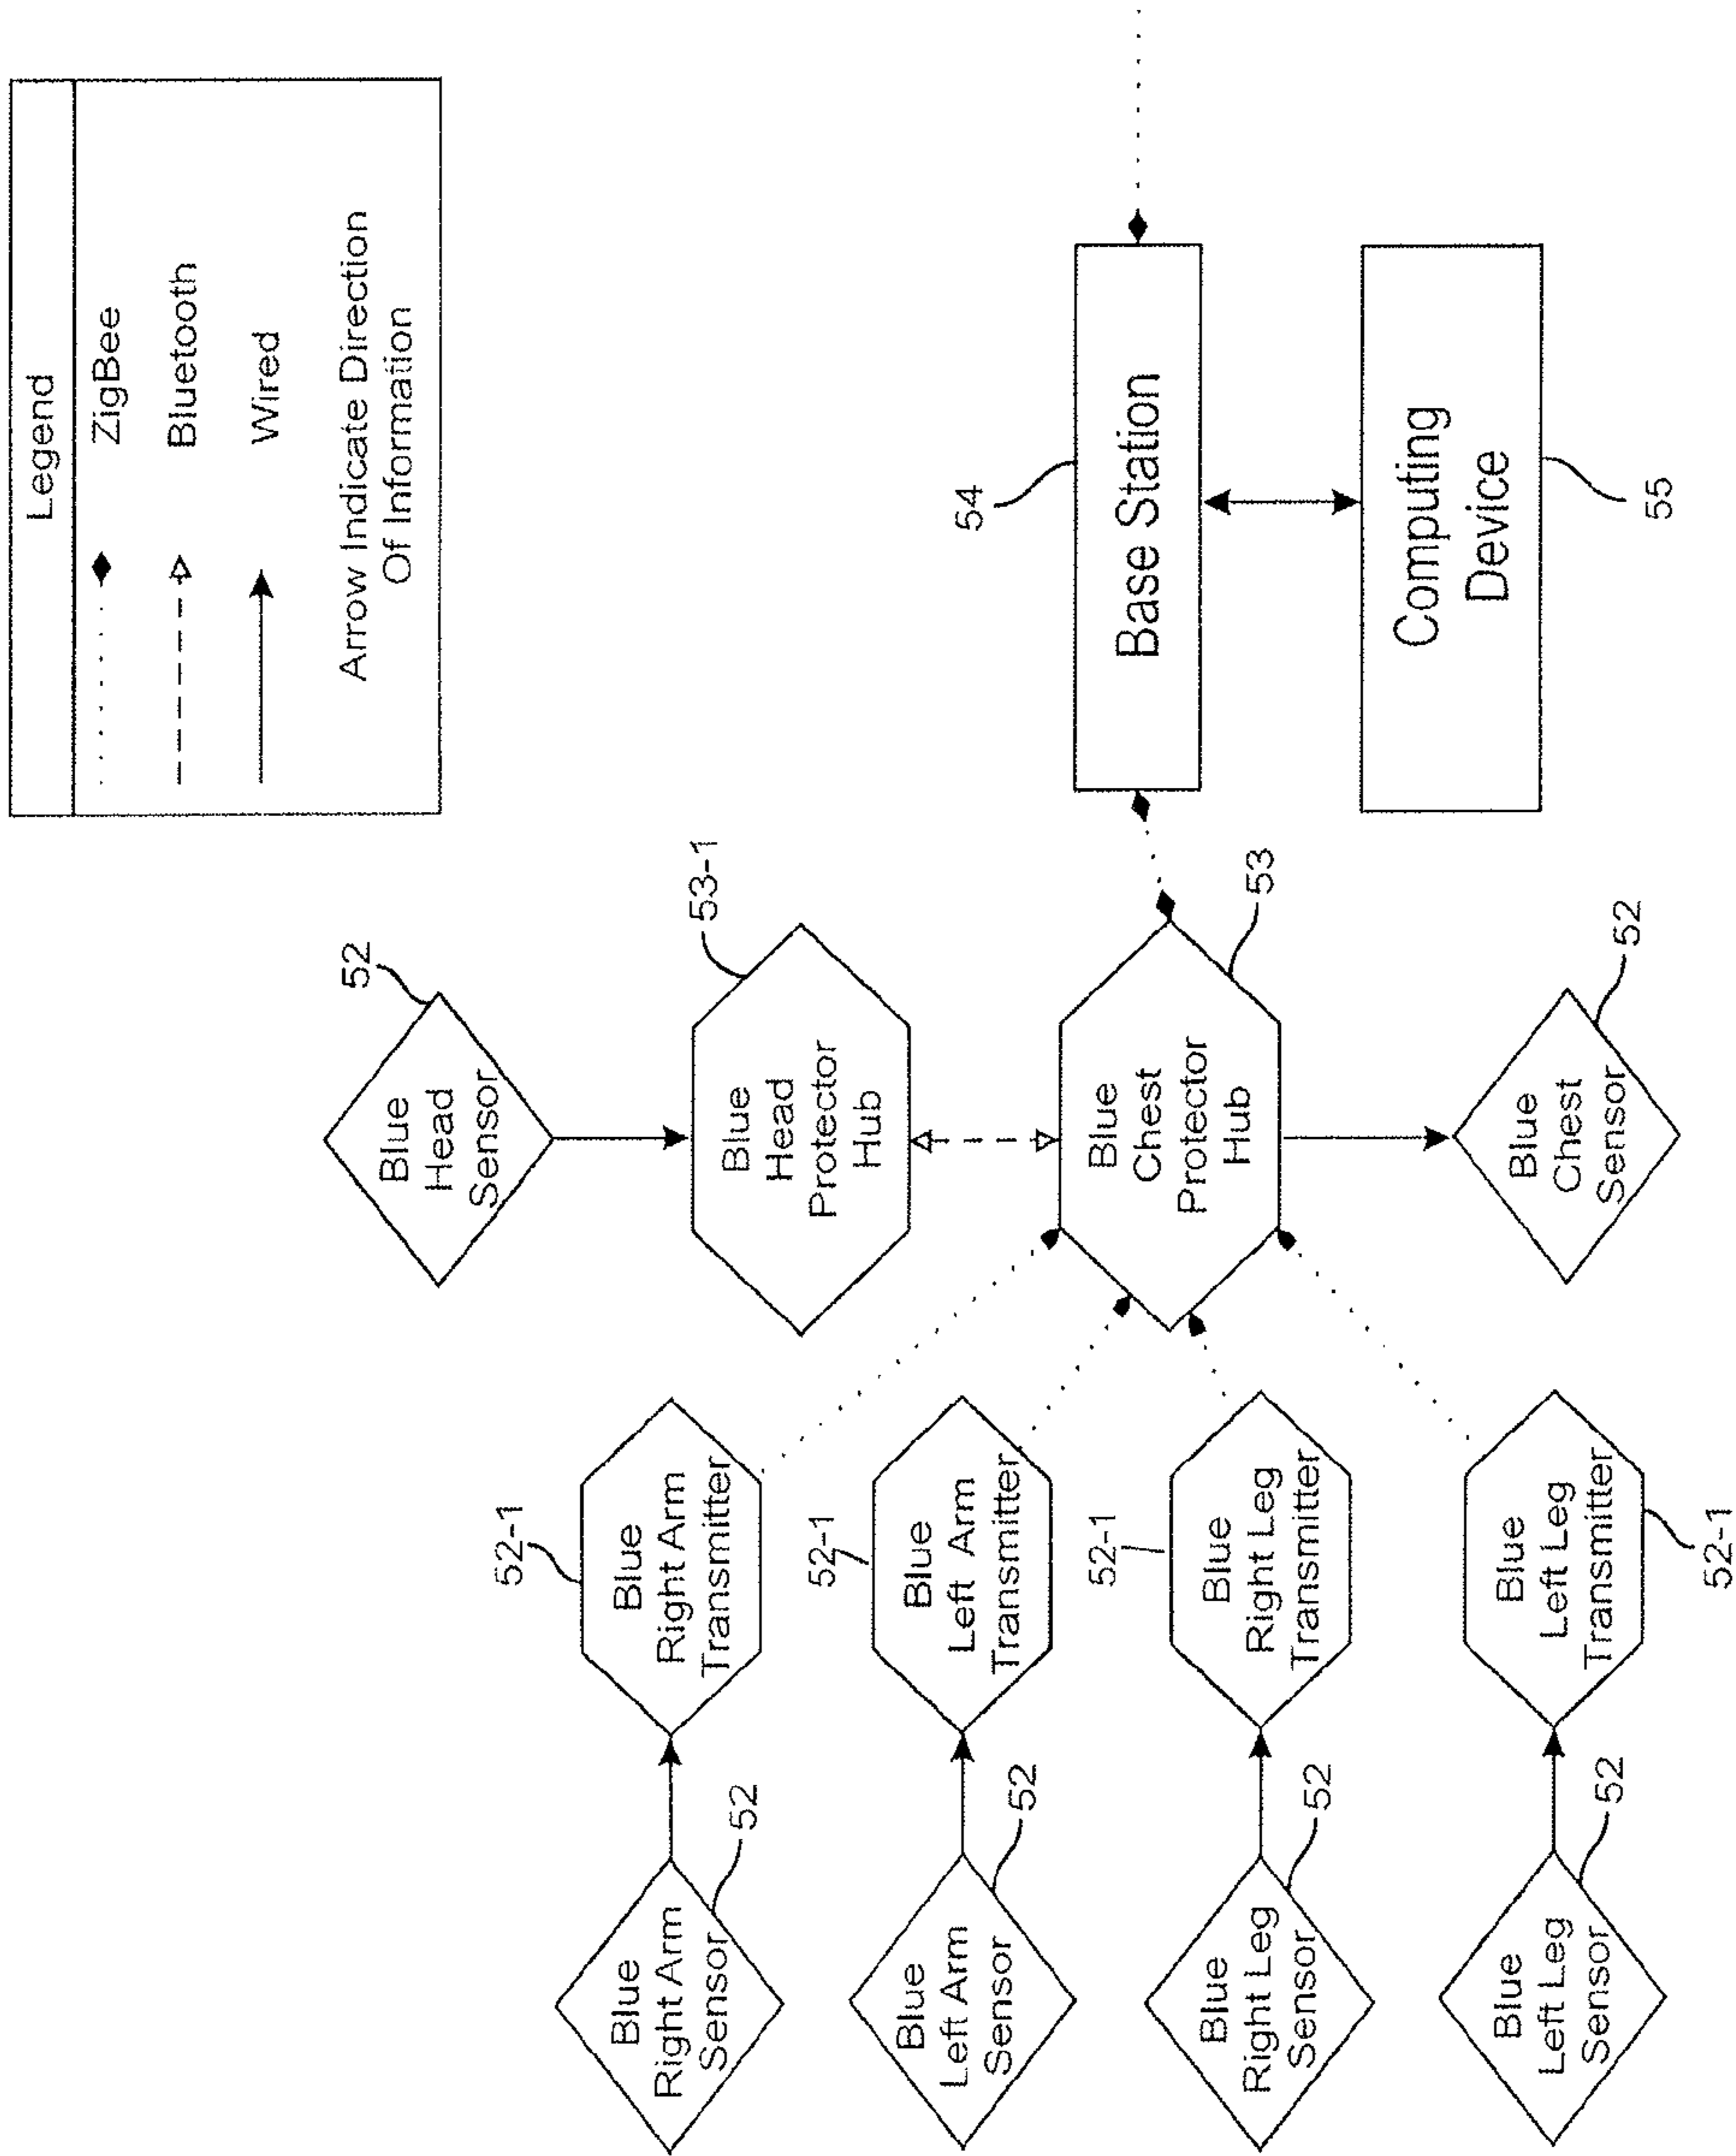 Legend
ZigBee
Bluetooth
Wired
Arrow Indicate Direction
Of Information
52
Blue
Head
Sensor
53-1
Blue
Head
Protector
Hub
52-1
Blue
Right Arm
Transmitter
Blue
Right Arm
Sensor
52
52-1
Blue
Left Arm
Transmitter
Blue
Left Arm
Sensor
52
Blue
Chest
Protector
Hub
53
54
Base Station
Computing
Device
55
52-1
Blue
Right Leg
Transmitter
Blue
Right Leg
Sensor
52
Blue
Left Leg
Transmitter
52-1
Blue
Left Leg
Sensor
52
Blue
Chest
Sensor
52